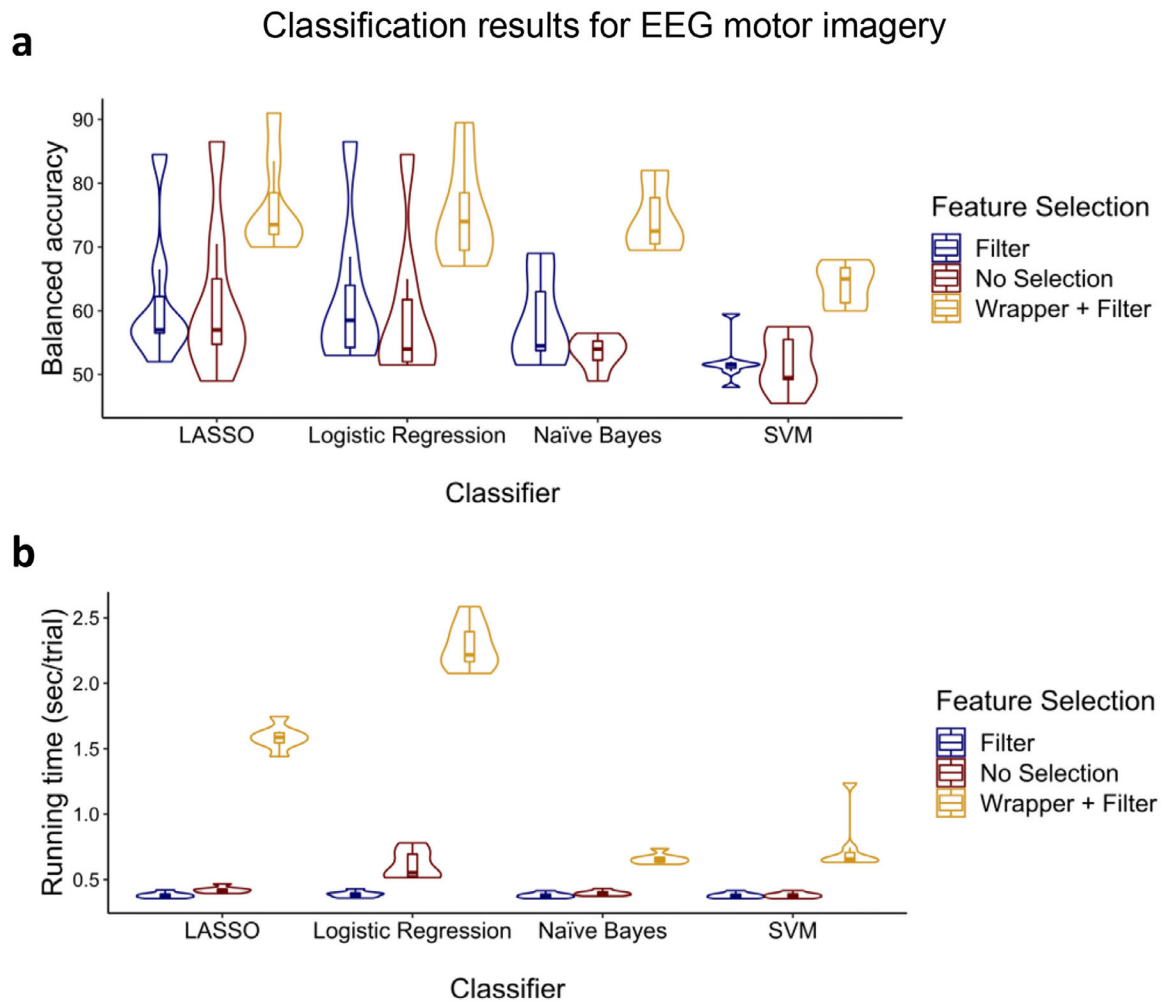 Classification results for EEG motor imagery
a
Balanced accuracy
90
80
70
60
50
LASSO
Logistic Regression
Naïve Bayes
SVM
Classifier
Feature Selection
Filter
No Selection
Wrapper + Filter
b
Running time (sec/trial)
2.5
2.0
1.5
1.0
0.5
LASSO
Logistic Regression
Naïve Bayes
SVM
Classifier
Feature Selection
Filter
No Selection
Wrapper + Filter